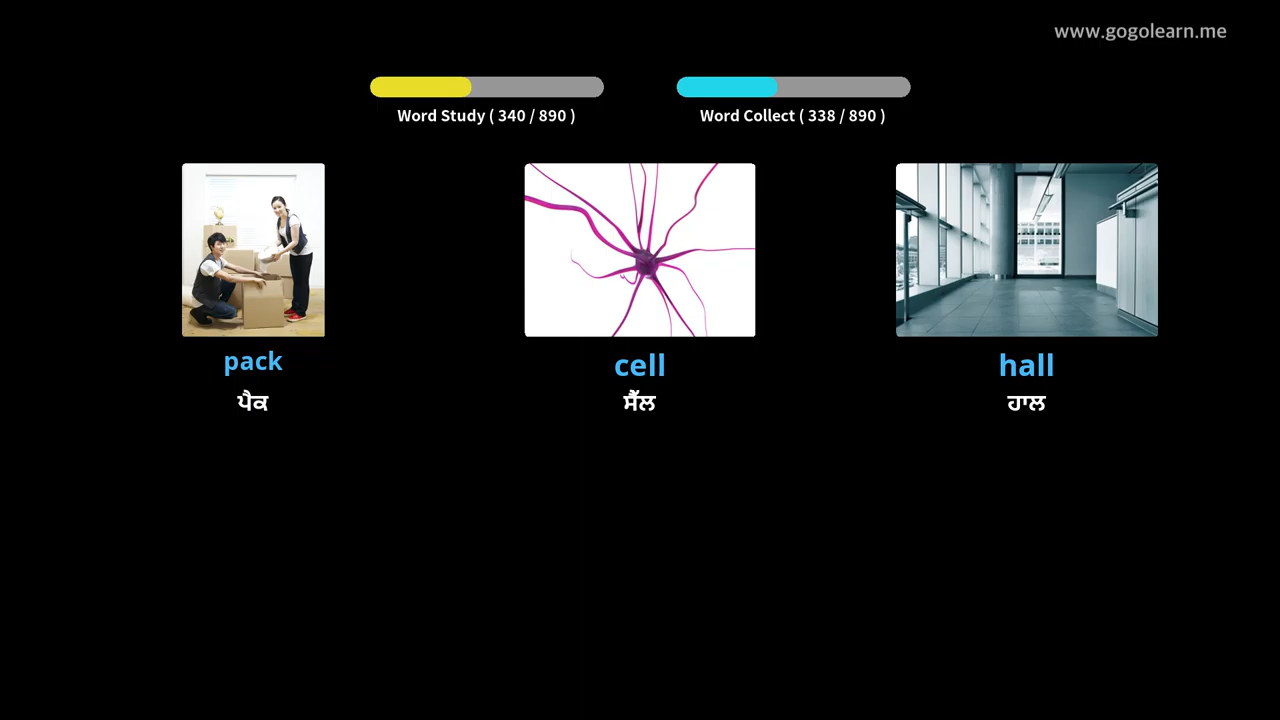 www.gogolearn.me
Word Study ( 340 / 890 )
Word Collect ( 338 / 890 )
pack
cell
hall
ਪੈਕ
ਸੈੱਲ
ਹਾਲ